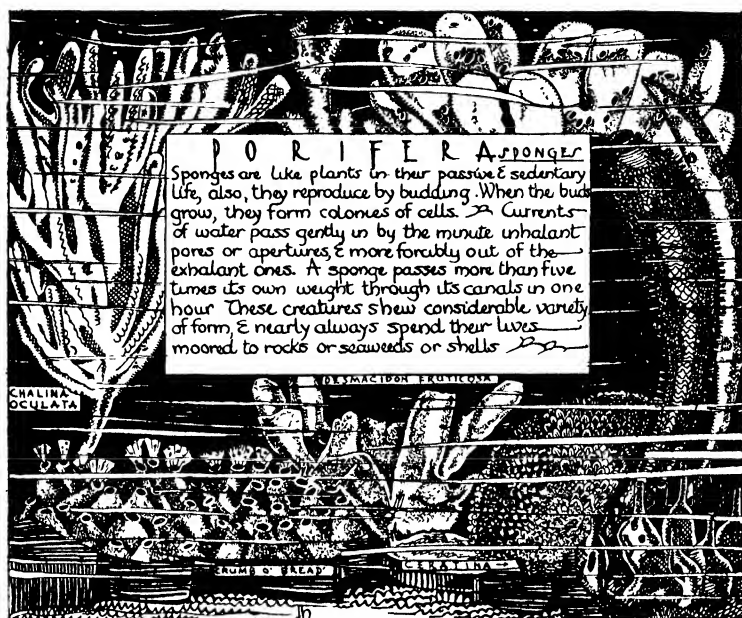 PORIFERA SPONGES
Sponges are like plants in their passive & sedentary
life, also, they reproduce by budding. When the buds
grow, they form colonies of cells. Currents
of water pass gently in by the minute inhalant
pores or apertures, & more forcibly out of the
exhalant ones. A sponge passes more than five
times its own weight through its canals in one
hour These creatures shew considerable variety
of form, & nearly always spend their lives
moored to rocks or seaweeds or shells
DESMACIDON FRUTICOSA
CHALINA
OCULATA
CRUMB O' BREAD'
CERATINA